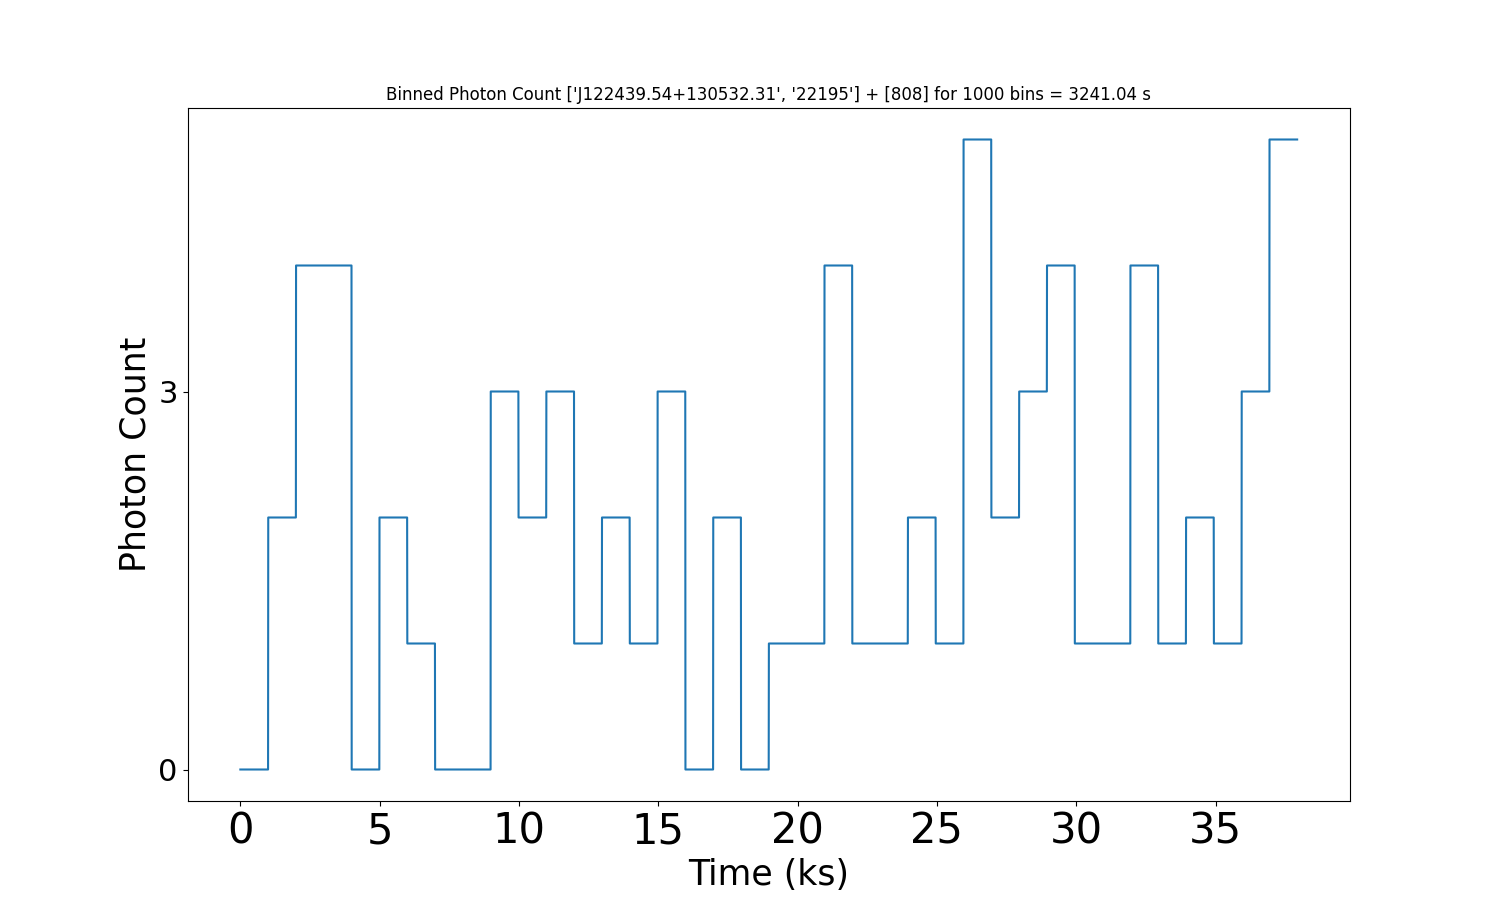 Binned Photon Count ['J122439.54+130532.31', '22195'] + [808] for 1000 bins = 3241.04 s
Photon Count
3
0
0 5 10 15 20 25 30 35
Time (ks)